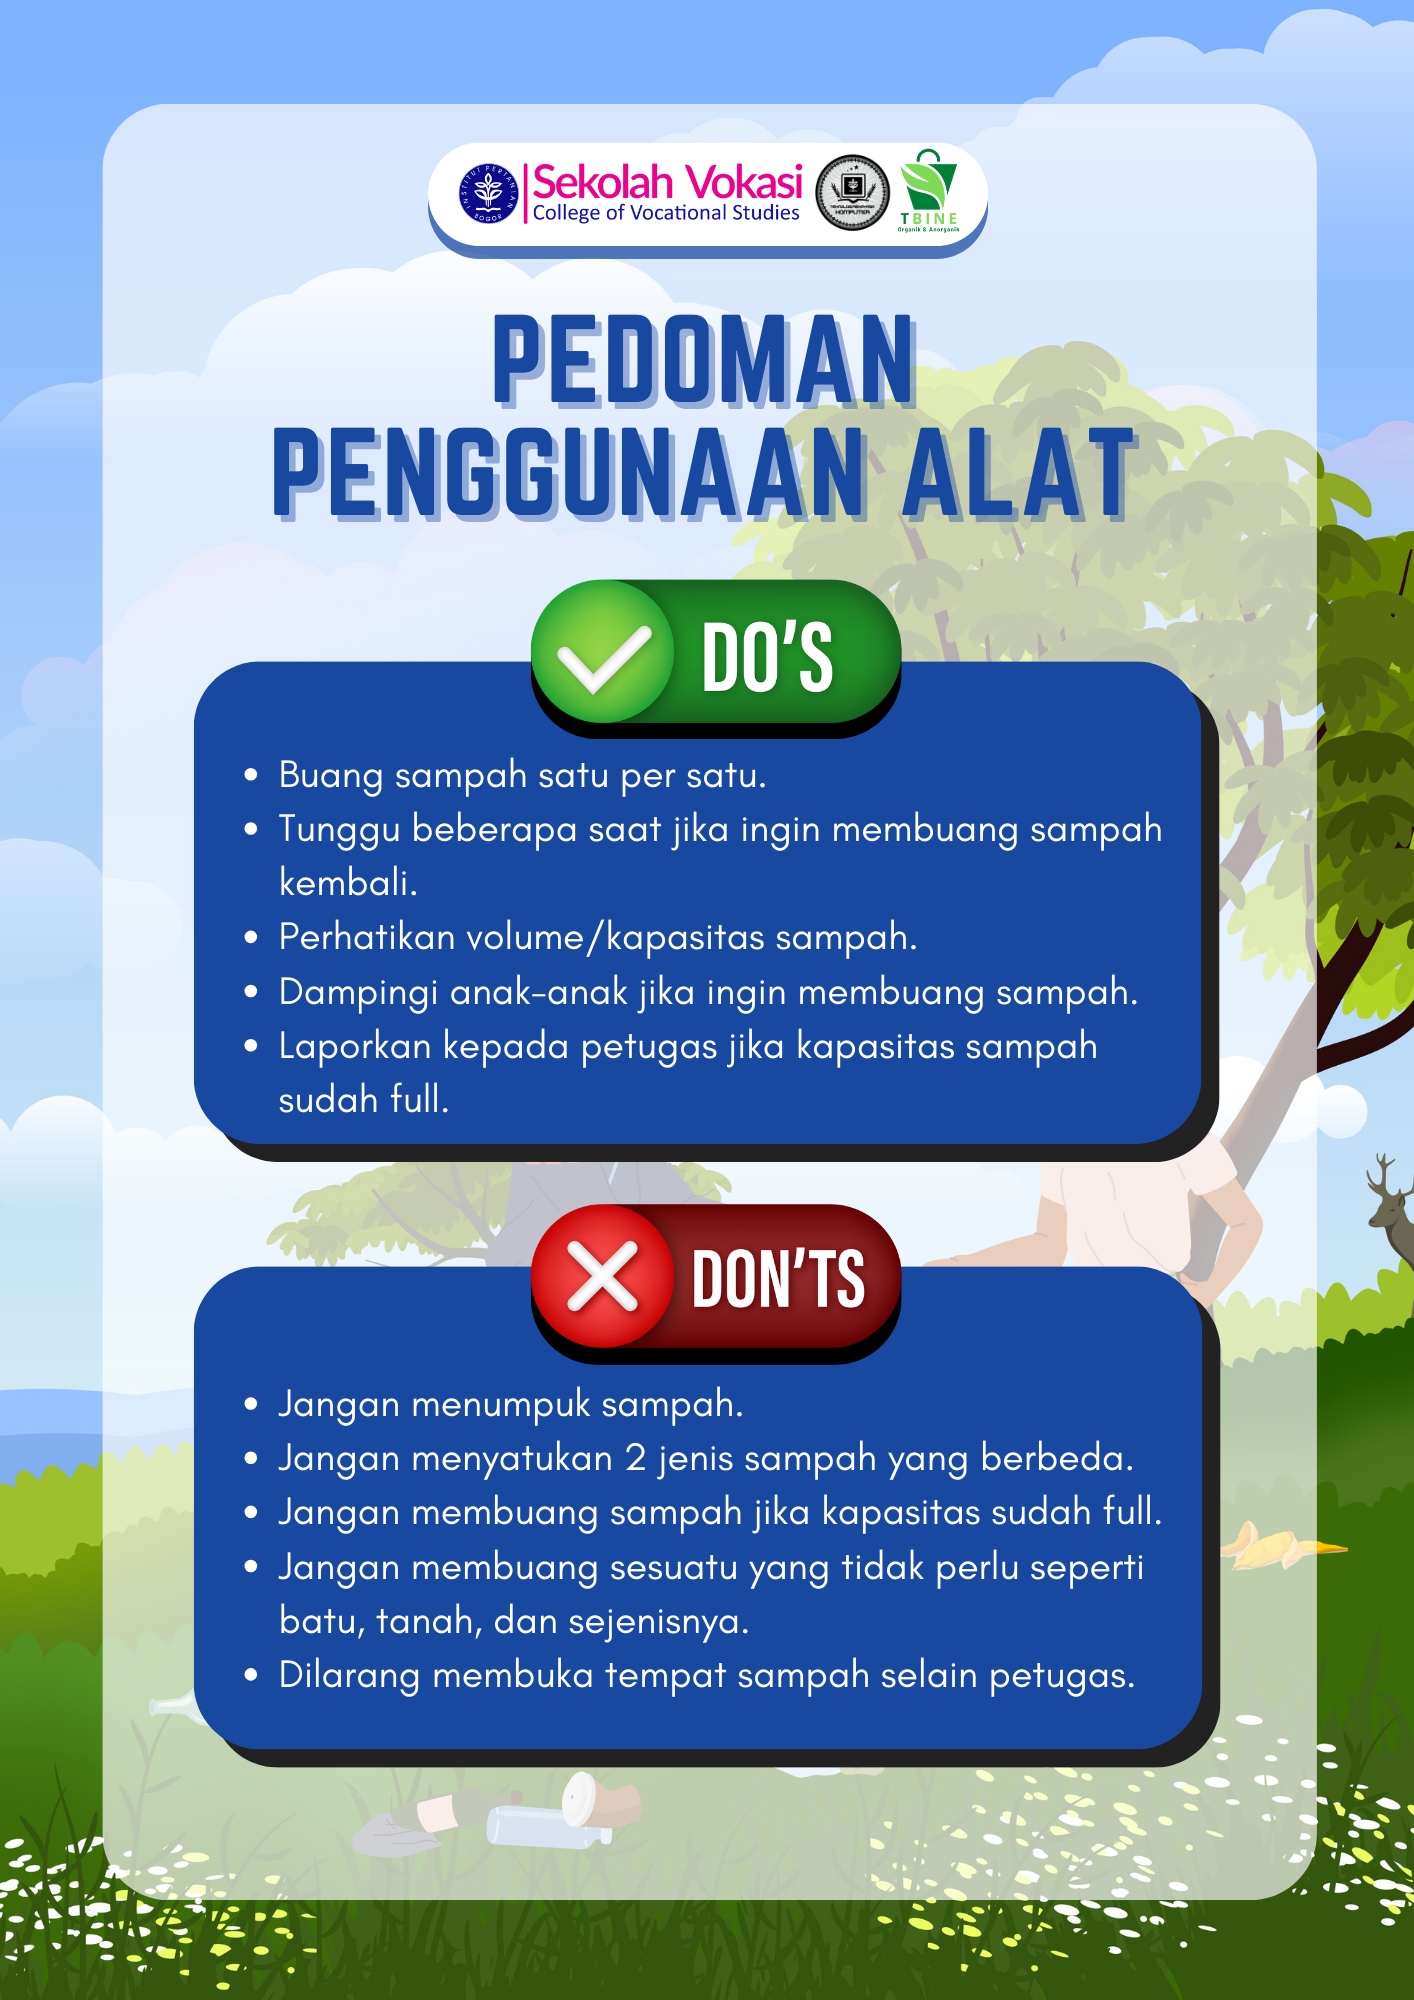 INSTITUT PERTANIAN
BOGOR
Sekolah Vokasi
College of Vocational Studies
TEKNOLOGI REKAYASA
KOMPUTER
TBINE
Organik & Anorganik
PEDOMAN
PENGGUNAAN ALAT
DO'S
• Buang sampah satu per satu.
• Tunggu beberapa saat jika ingin membuang sampah
kembali.
• Perhatikan volume/kapasitas sampah.
• Dampingi anak-anak jika ingin membuang sampah.
• Laporkan kepada petugas jika kapasitas sampah
sudah full.
DON'TS
• Jangan menumpuk sampah.
• Jangan menyatukan 2 jenis sampah yang berbeda.
• Jangan membuang sampah jika kapasitas sudah full.
• Jangan membuang sesuatu yang tidak perlu seperti
batu, tanah, dan sejenisnya.
• Dilarang membuka tempat sampah selain petugas.